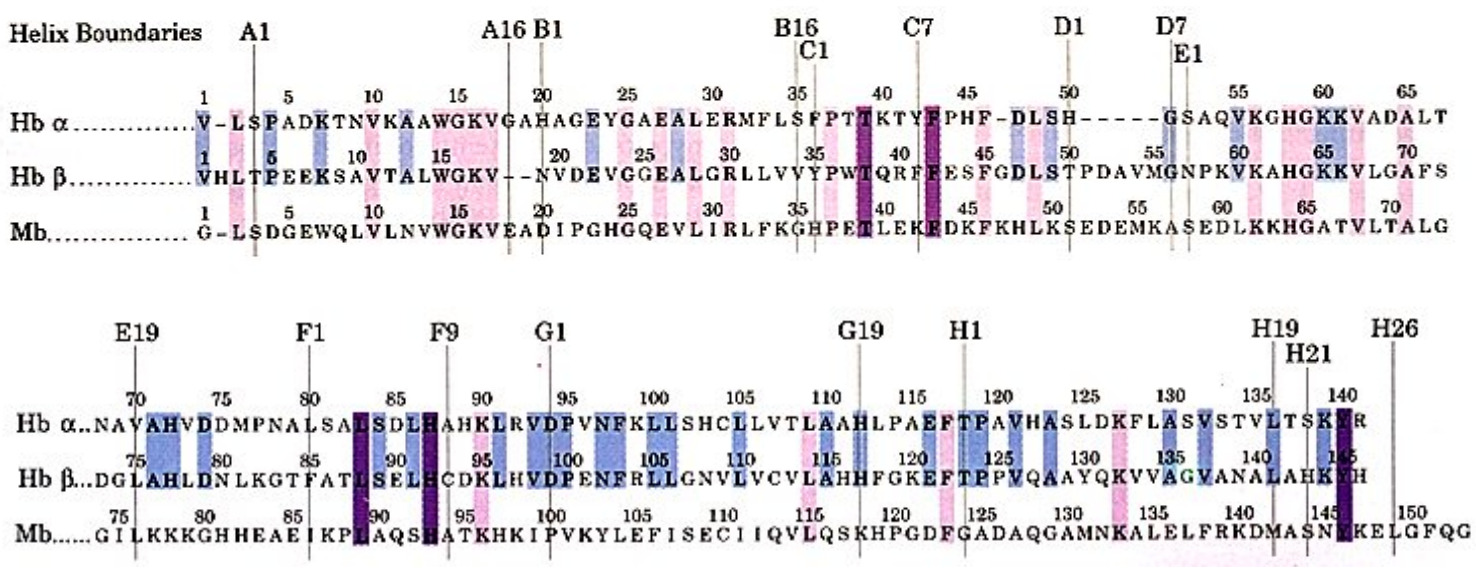 Helix Boundaries A1 A16 B1 B16 C7 D1 D7
C1 E1
1 5 10 15 20 25 30 35 40 45 50 55 60 65
Hb α....................V-LSPADKTNVKAAWGKVGAHAGEYGAEALERMFLSFPTTKTYFPHF-DLSH-----GSAQVKGHGKKVADALT
1 5 10 15 20 25 30 35 40 45 50 55 60 65 70
Hb β....................VHLTPEEKSAVTALWGKV--NVDEVGGEALGRLLVVYPWTQRFFESFGDLSTPDAVMGNPKVKAHGKKVLGAFS
1 5 10 15 20 25 30 35 40 45 50 55 60 65 70
Mb....................G-LSDGEWQLVLNVWGKVEADIPGHGQEVLIRLFKGHPETLEKFDKFKHLKSEDEMKASEDLKKHGATVLTALG
E19 F1 F9 G1 G19 H1 H19 H26
H21
70 75 80 85 90 95 100 105 110 115 120 125 130 135 140
Hb α..NAVAHVDDMPNALSALSDLHAHKLRVDPVNFKLLSHCLLVTLAAHLPAEFTPAVHASLDKFLASVSTVLTSKYR
75 80 85 90 95 100 105 110 115 120 125 130 135 140 145
Hb β...DGLAHLDNLKGTFATLSELHCDKLHVDPENFRLLGNVLVCVLAHHFGKEFTPPVQAAYQKVVAGVANALAHKYH
75 80 85 90 95 100 105 110 115 120 125 130 135 140 145 150
Mb......GILKKKGHHEAEIKPLAQSHATKHKIPVKYLEFISECIIQVLQSKHPGDFGADAQGAMNKALELFRKDMASNYKELGFQG